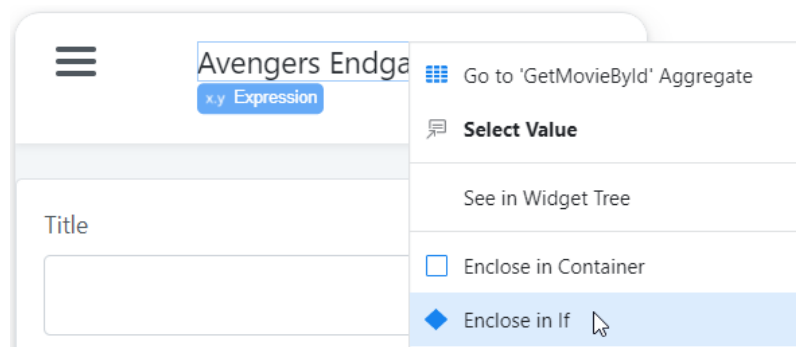 Avengers Endga
x.y Expression
Go to 'GetMovieById' Aggregate
Select Value
See in Widget Tree
Title
Enclose in Container
Enclose in If